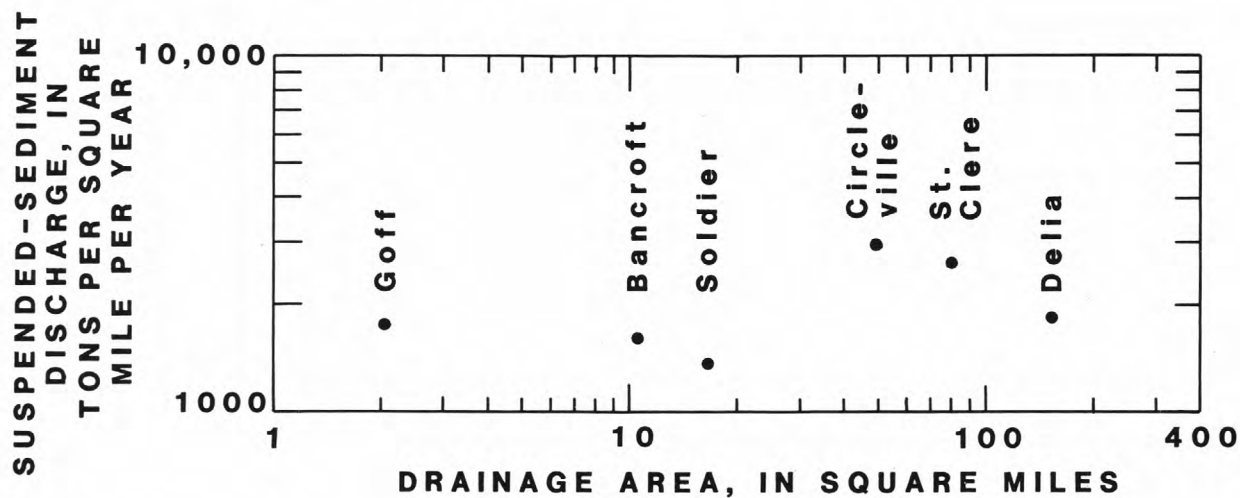 SUSPENDED-SEDIMENT
DISCHARGE, IN
TONS PER SQUARE
MILE PER YEAR
10,000
1000
Goff
Bancroft
Soldier
Circle-
ville
St.
Clere
Delia
1
10
100
400
DRAINAGE AREA, IN SQUARE MILES